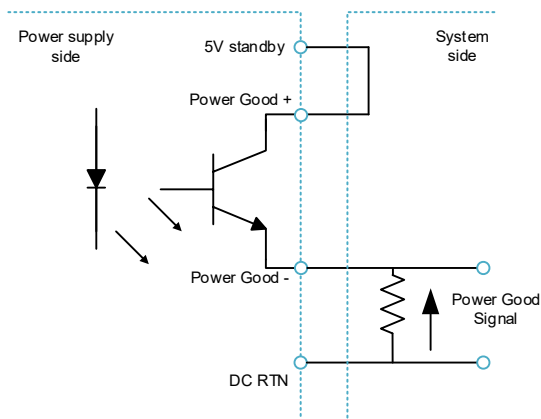 Power supply
side
System
side
5V standby
Power Good +
Power Good -
Power Good
Signal
DC RTN